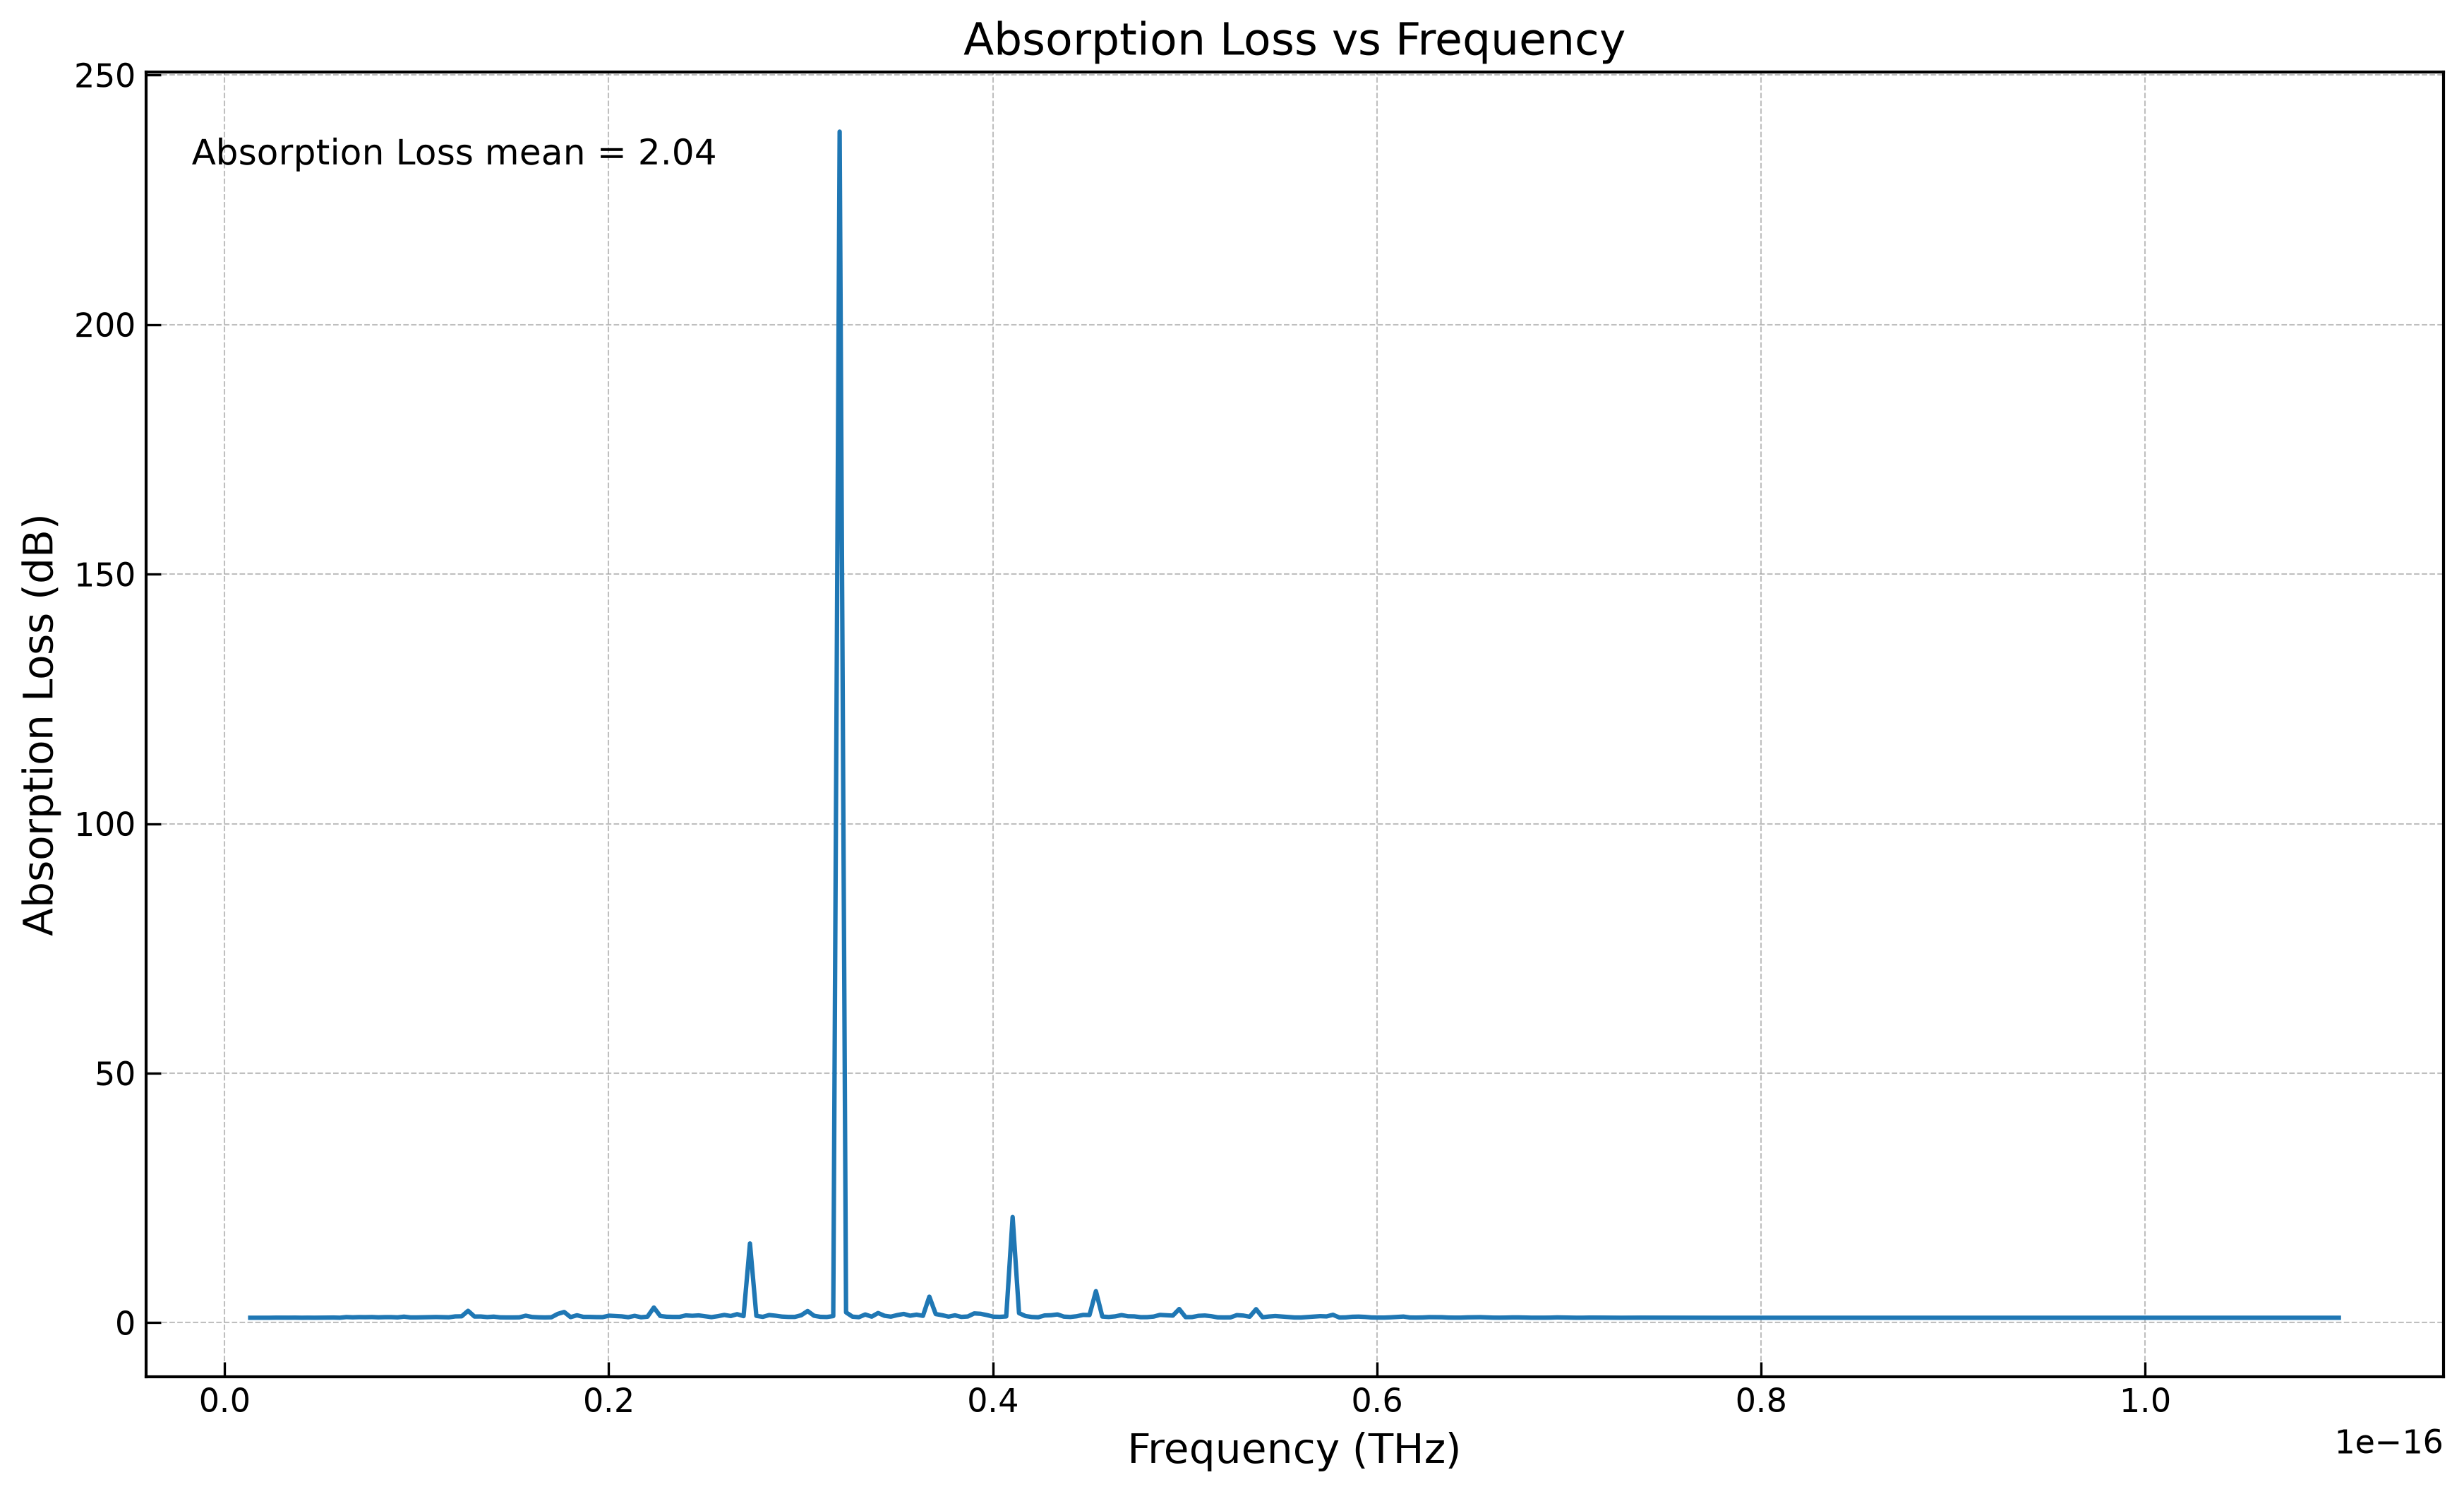 Absorption Loss vs Frequency
250
Absorption Loss mean = 2.04
200
150
100
50
0
Absorption Loss (dB)
0.0 0.2 0.4 0.6 0.8 1.0
1e−16
Frequency (THz)